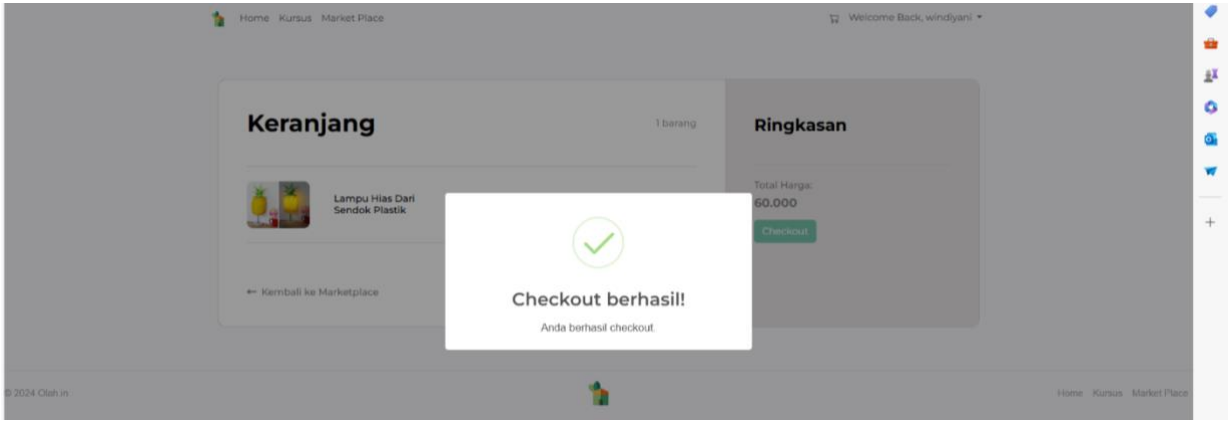 Home Kursus Market Place
Welcome Back, windiyani
Keranjang
1 barang
Ringkasan
Lampu Hias Dari
Sendok Plastik
Total Harga:
60.000
Checkout
← Kembali ke Marketplace
Checkout berhasil!
Anda berhasil checkout.
© 2024 Olah.in
Home Kursus Market Place